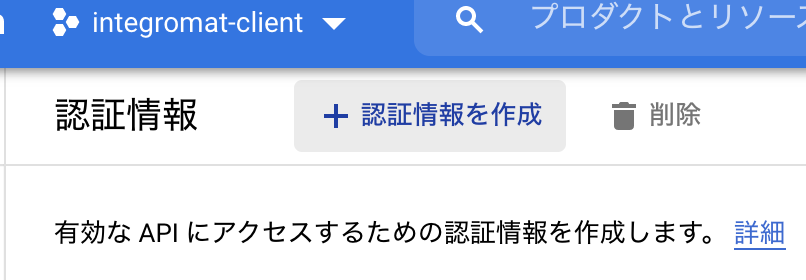 integromat-client
プロダクトとリソー
認証情報
+ 認証情報を作成
削除
有効な API にアクセスするための認証情報を作成します。 詳細